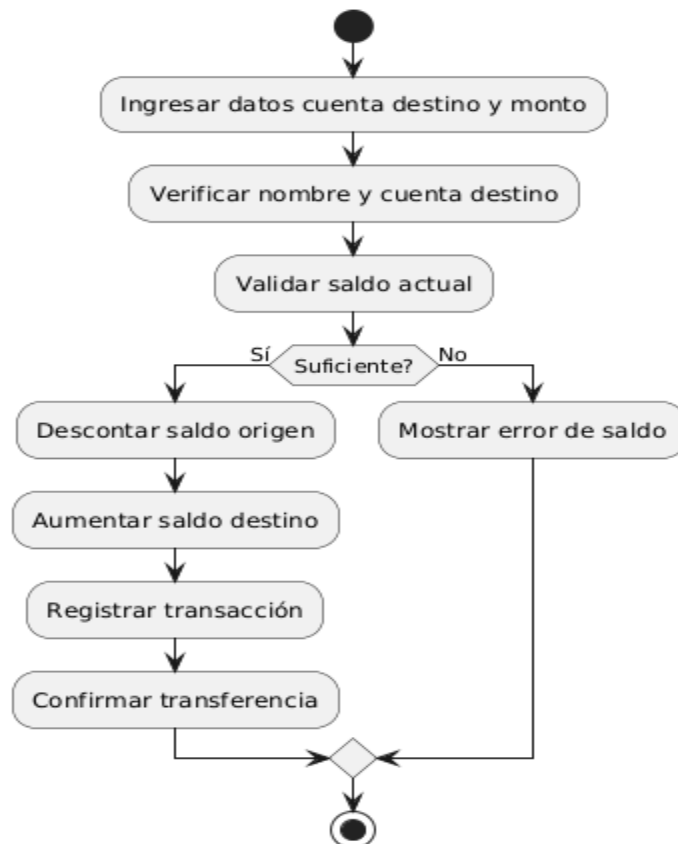 Ingresar datos cuenta destino y monto
Verificar nombre y cuenta destino
Validar saldo actual
Sí
Suficiente?
No
Descontar saldo origen
Mostrar error de saldo
Aumentar saldo destino
Registrar transacción
Confirmar transferencia